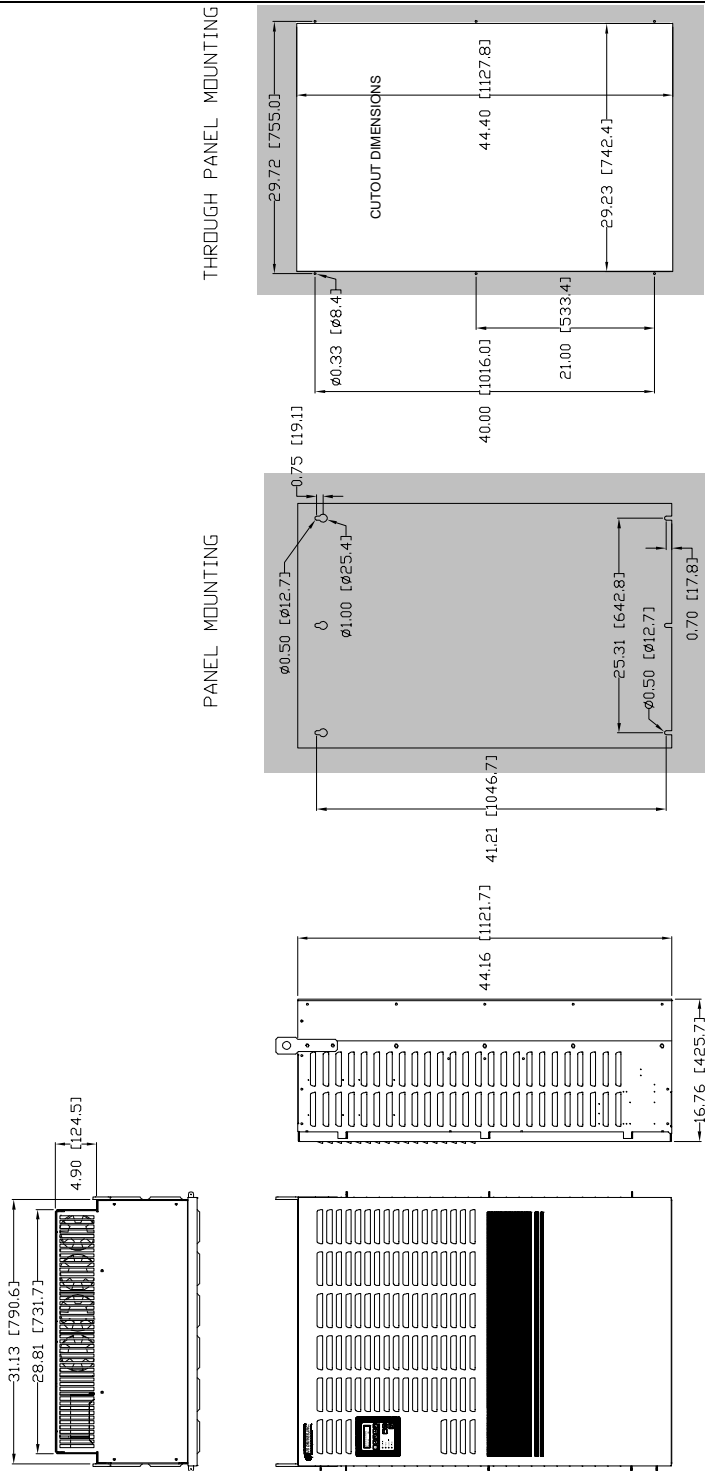 THROUGH PANEL MOUNTING
29.72 [755.0]
CUTOUT DIMENSIONS
44.40 [1127.8]
29.23 [742.4]
ø0.33 [ø8.4]
21.00 [533.4]
40.00 [1016.0]
PANEL MOUNTING
0.75 [19.1]
ø0.50 [ø12.7]
ø1.00 [ø25.4]
25.31 [642.8]
ø0.50 [ø12.7]
0.70 [17.8]
41.21 [1046.7]
44.16 [1121.7]
16.76 [425.7]
4.90 [124.5]
31.13 [790.6]
28.81 [731.7]